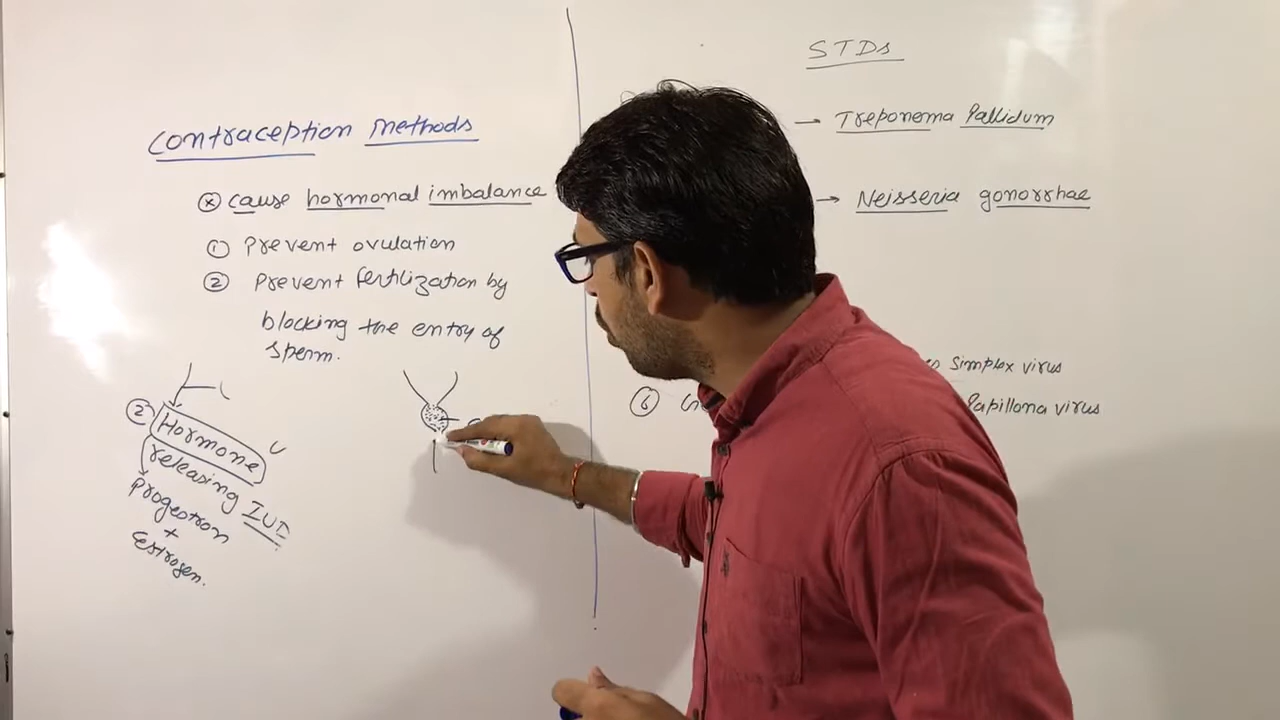 Contraception Methods
ⓧ cause hormonal imbalance
① Prevent ovulation
② Prevent fertilization by
blocking the entry of
Sperm.
② Hormone
releasing IUD
Progestron
+
Estrogen.
STDs
→ Treponema Pallidum
→ Neisseria gonorrhae
Simplex virus
⑥
Papilloma virus